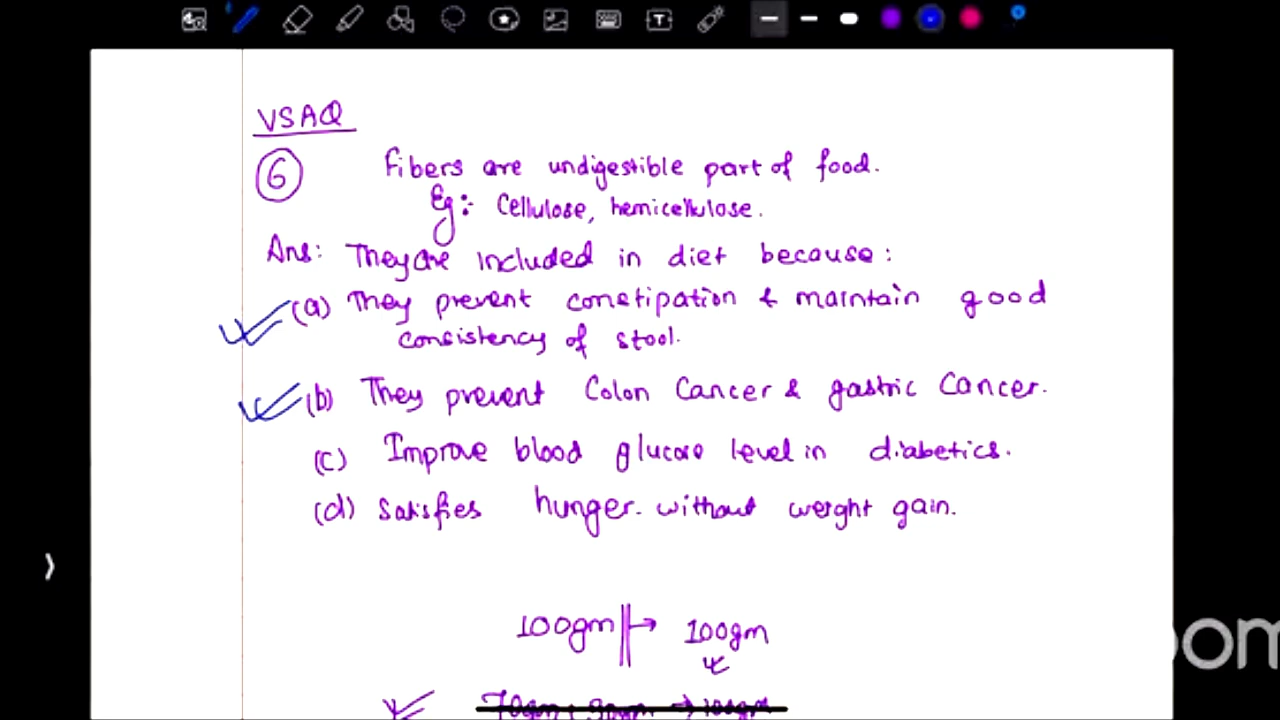 VSAQ
6 Fibers are undigestible part of food.
Eg:- Cellulose, hemicellulose.
Ans: They are included in diet because:
(a) They prevent constipation & maintain good
consistency of stool.
(b) They prevent Colon Cancer & gastric Cancer.
(c) Improve blood glucose level in diabetics.
(d) Satisfies hunger. without weight gain.
100gm → 100gm
oom